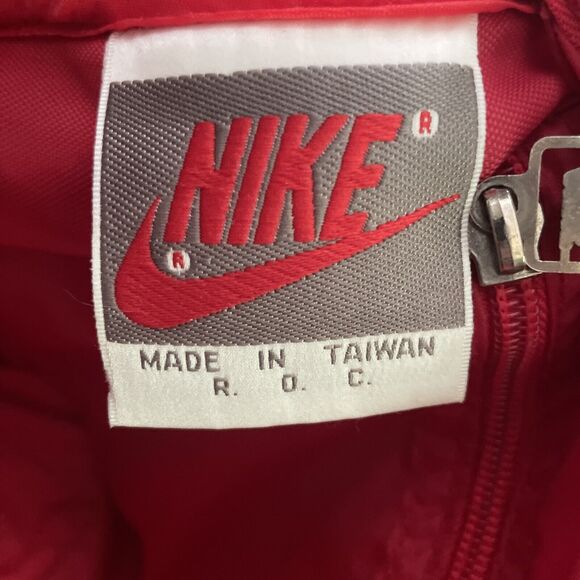 NIKE ®
®
MADE IN TAIWAN
R. O. C.